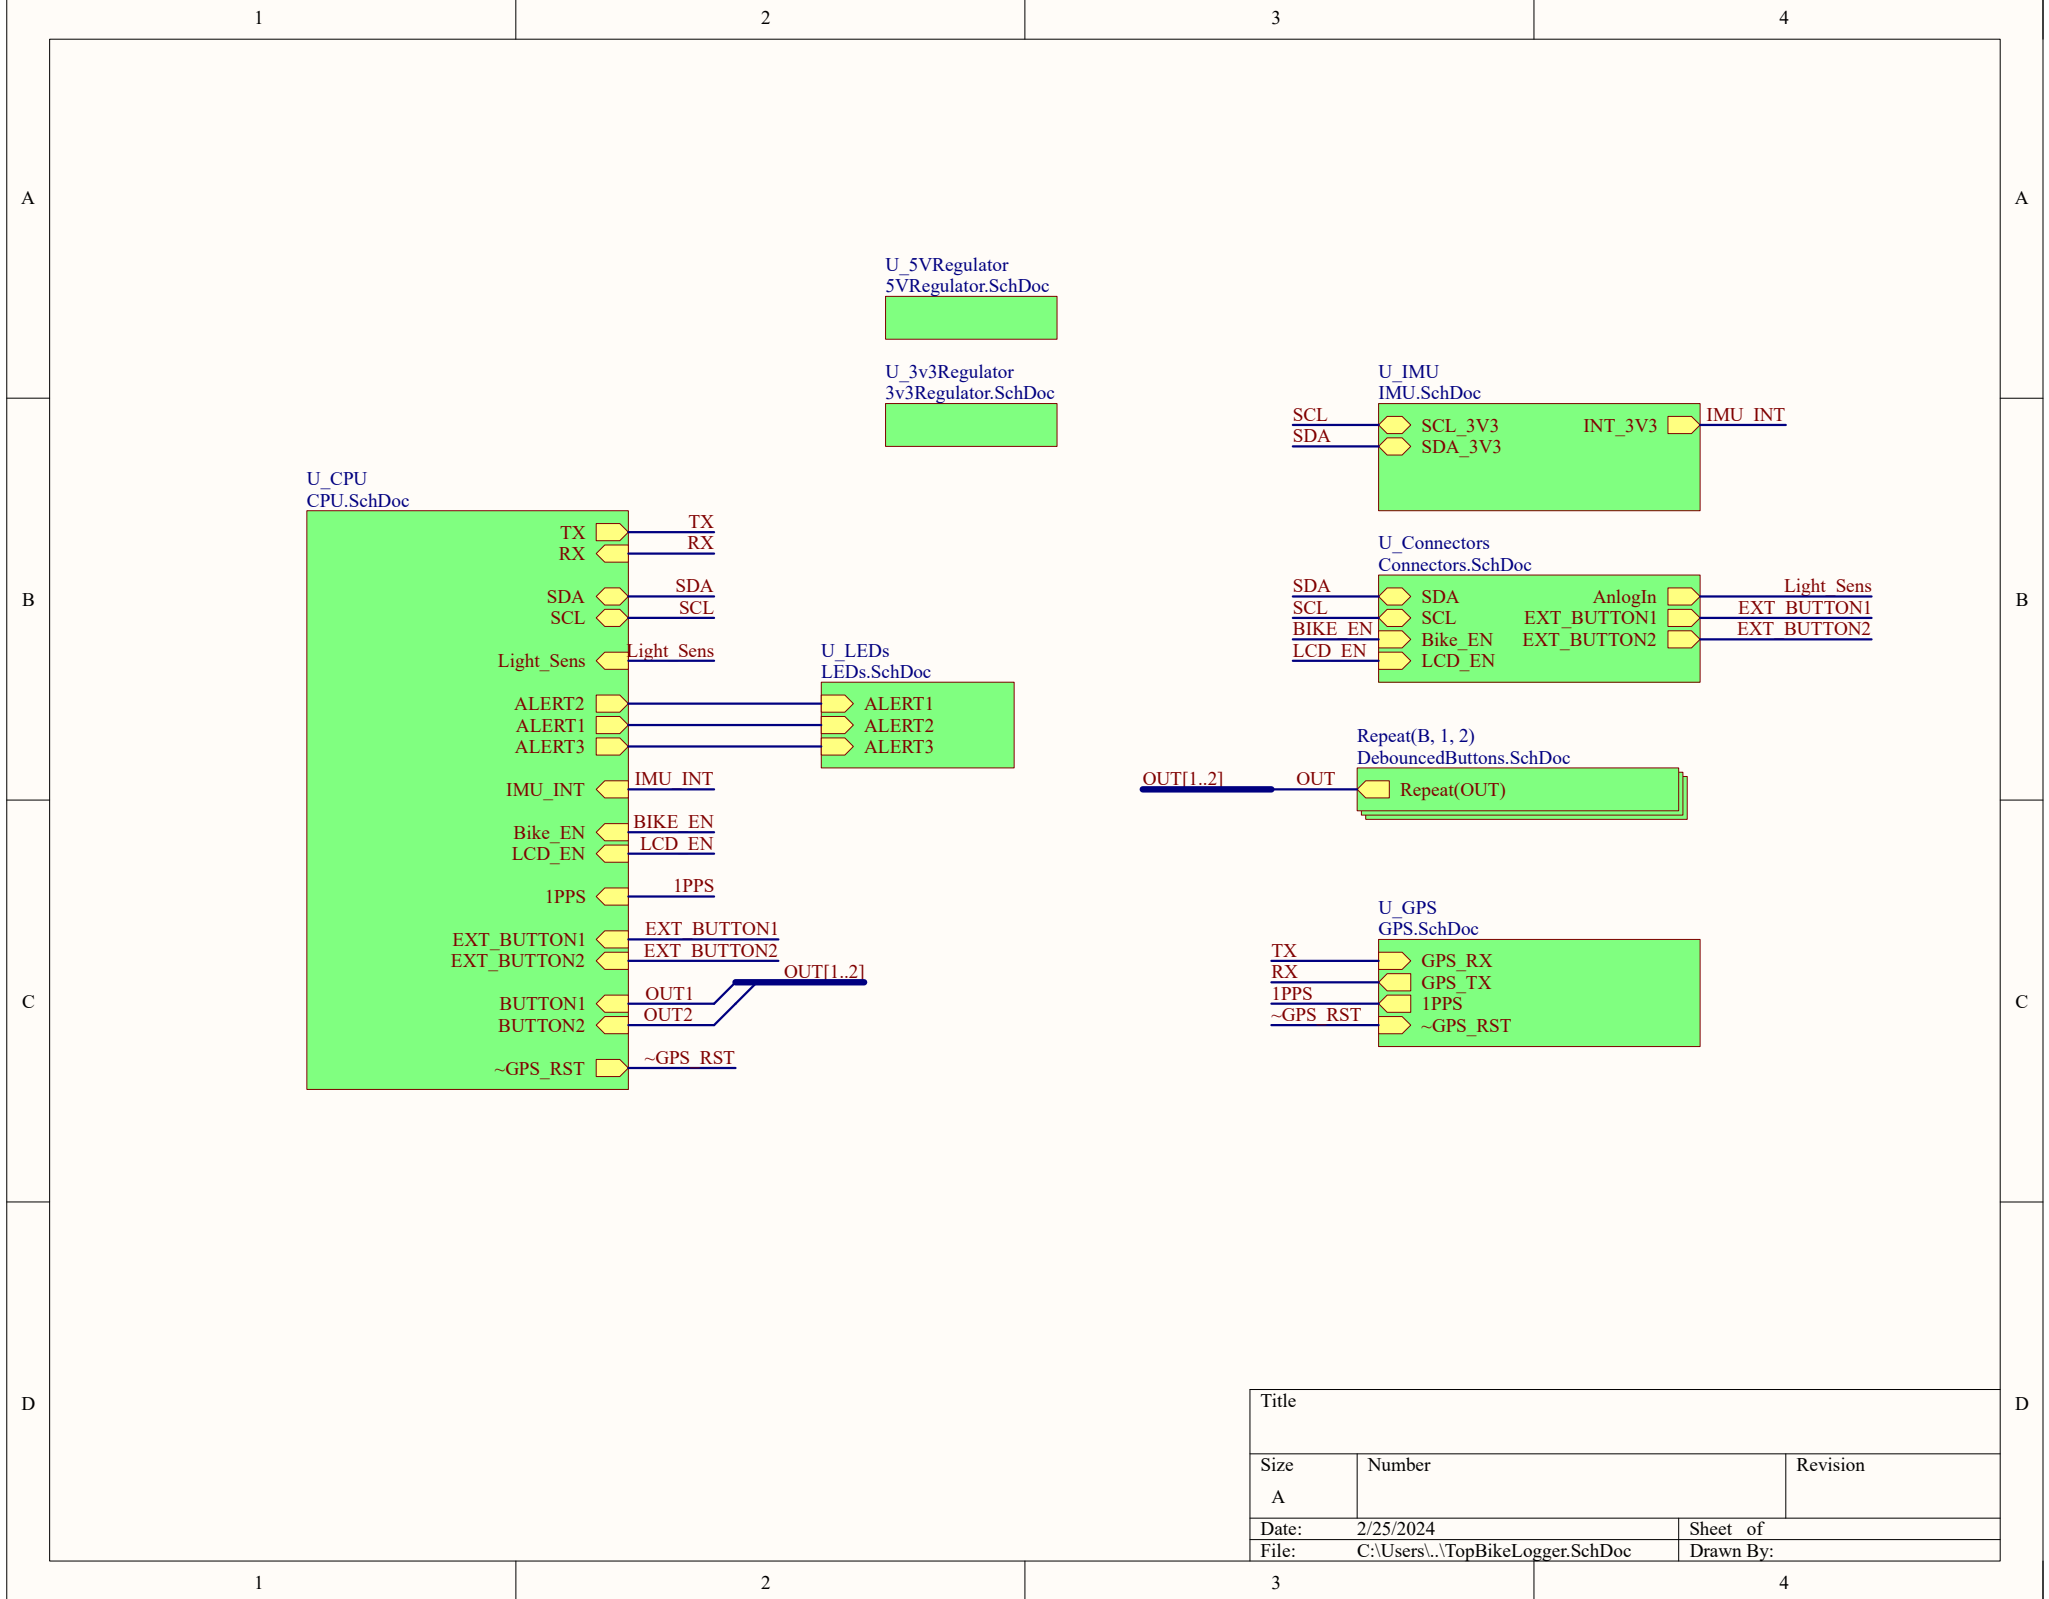 1 2 3 4
A A
U_5VRegulator
5VRegulator.SchDoc
U_3v3Regulator
3v3Regulator.SchDoc
U_IMU
IMU.SchDoc
SCL SCL_3V3 INT_3V3 IMU_INT
SDA SDA_3V3
U_CPU
CPU.SchDoc
TX TX
RX RX
SDA SDA
SCL SCL
Light_Sens Light_Sens
ALERT2
ALERT1
ALERT3
IMU_INT IMU_INT
Bike_EN BIKE_EN
LCD_EN LCD_EN
1PPS 1PPS
EXT_BUTTON1 EXT_BUTTON1
EXT_BUTTON2 EXT_BUTTON2
OUT[1..2]
BUTTON1 OUT1
BUTTON2 OUT2
~GPS_RST ~GPS_RST
U_LEDs
LEDs.SchDoc
ALERT1
ALERT2
ALERT3
U_Connectors
Connectors.SchDoc
SDA SDA AnlogIn Light_Sens
SCL SCL EXT_BUTTON1 EXT_BUTTON1
BIKE_EN Bike_EN EXT_BUTTON2 EXT_BUTTON2
LCD_EN LCD_EN
B B
Repeat(B, 1, 2)
DebouncedButtons.SchDoc
OUT[1..2] OUT Repeat(OUT)
U_GPS
GPS.SchDoc
TX GPS_RX
RX GPS_TX
1PPS 1PPS
~GPS_RST ~GPS_RST
C C
D D
Title
Size Number Revision
A
Date: 2/25/2024 Sheet of
File: C:\Users\..\TopBikeLogger.SchDoc Drawn By:
1 2 3 4